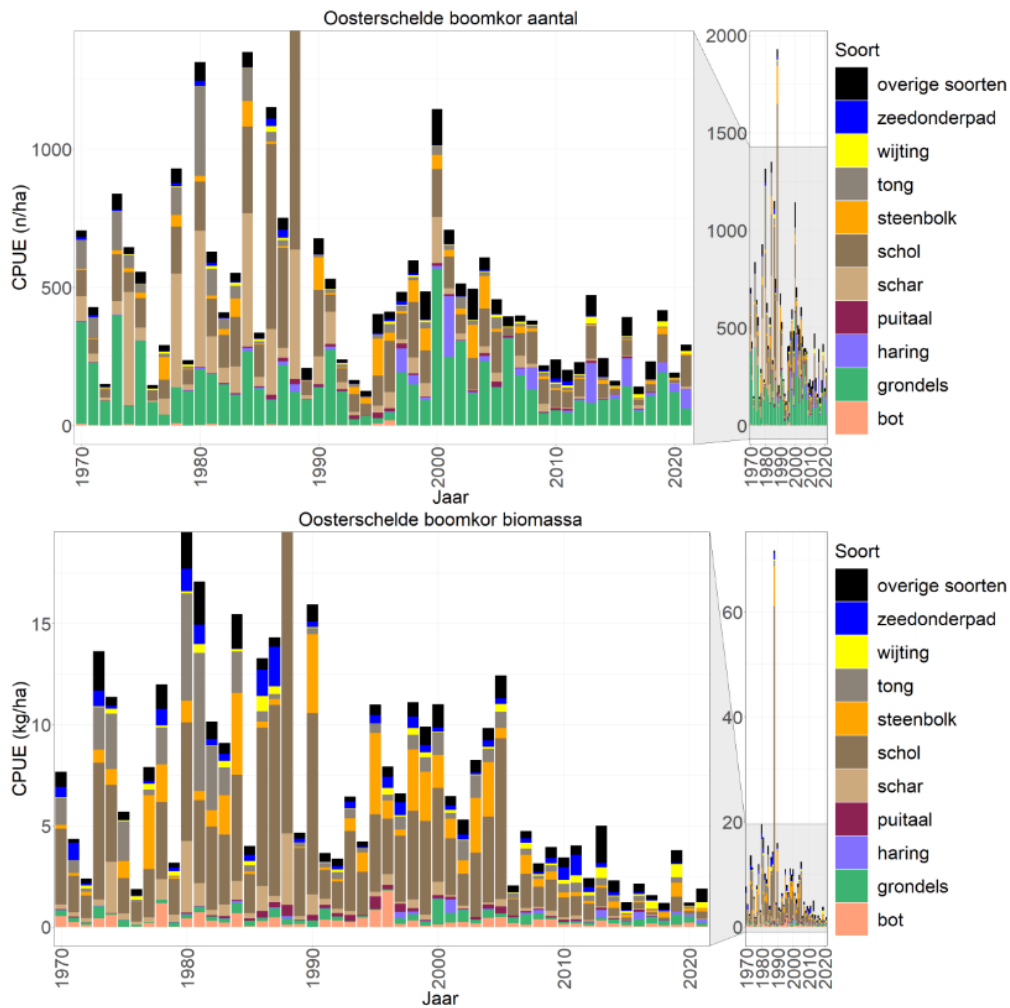 Oosterschelde boomkor aantal
CPUE (n/ha)
1000
500
0
1970
1980
1990
2000
2010
2020
Jaar
2000
1500
1000
500
0
1970
1980
1990
2000
2010
2020
Soort
overige soorten
zeedonderpad
wijting
tong
steenbolk
schol
schar
puitaal
haring
grondels
bot
Oosterschelde boomkor biomassa
CPUE (kg/ha)
15
10
5
0
1970
1980
1990
2000
2010
2020
Jaar
60
40
20
0
1970
1980
1990
2000
2010
2020
Soort
overige soorten
zeedonderpad
wijting
tong
steenbolk
schol
schar
puitaal
haring
grondels
bot